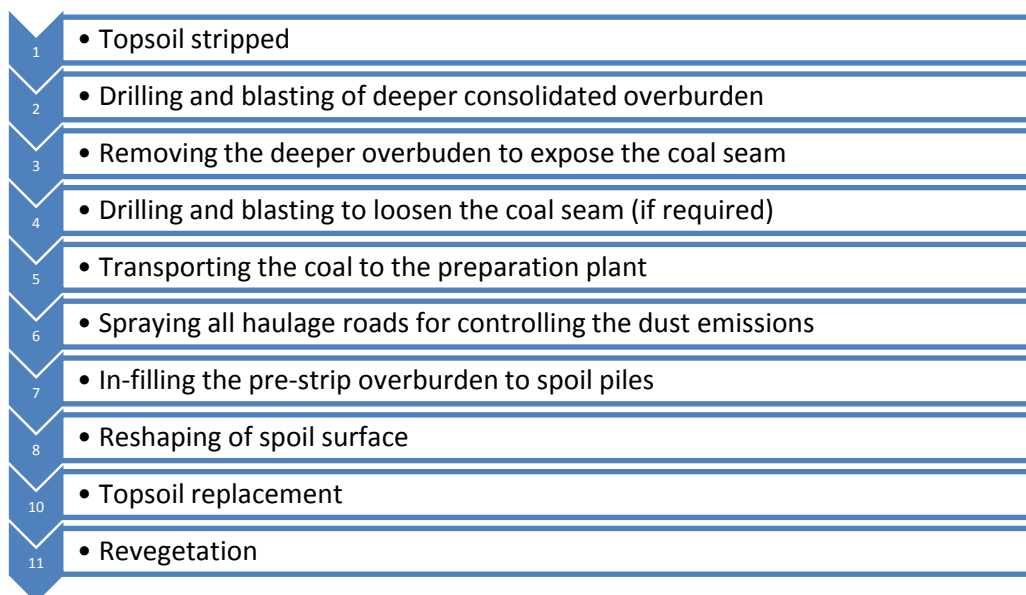 1 • Topsoil stripped
2 • Drilling and blasting of deeper consolidated overburden
3 • Removing the deeper overbuden to expose the coal seam
4 • Drilling and blasting to loosen the coal seam (if required)
5 • Transporting the coal to the preparation plant
6 • Spraying all haulage roads for controlling the dust emissions
7 • In-filling the pre-strip overburden to spoil piles
8 • Reshaping of spoil surface
10 • Topsoil replacement
11 • Revegetation